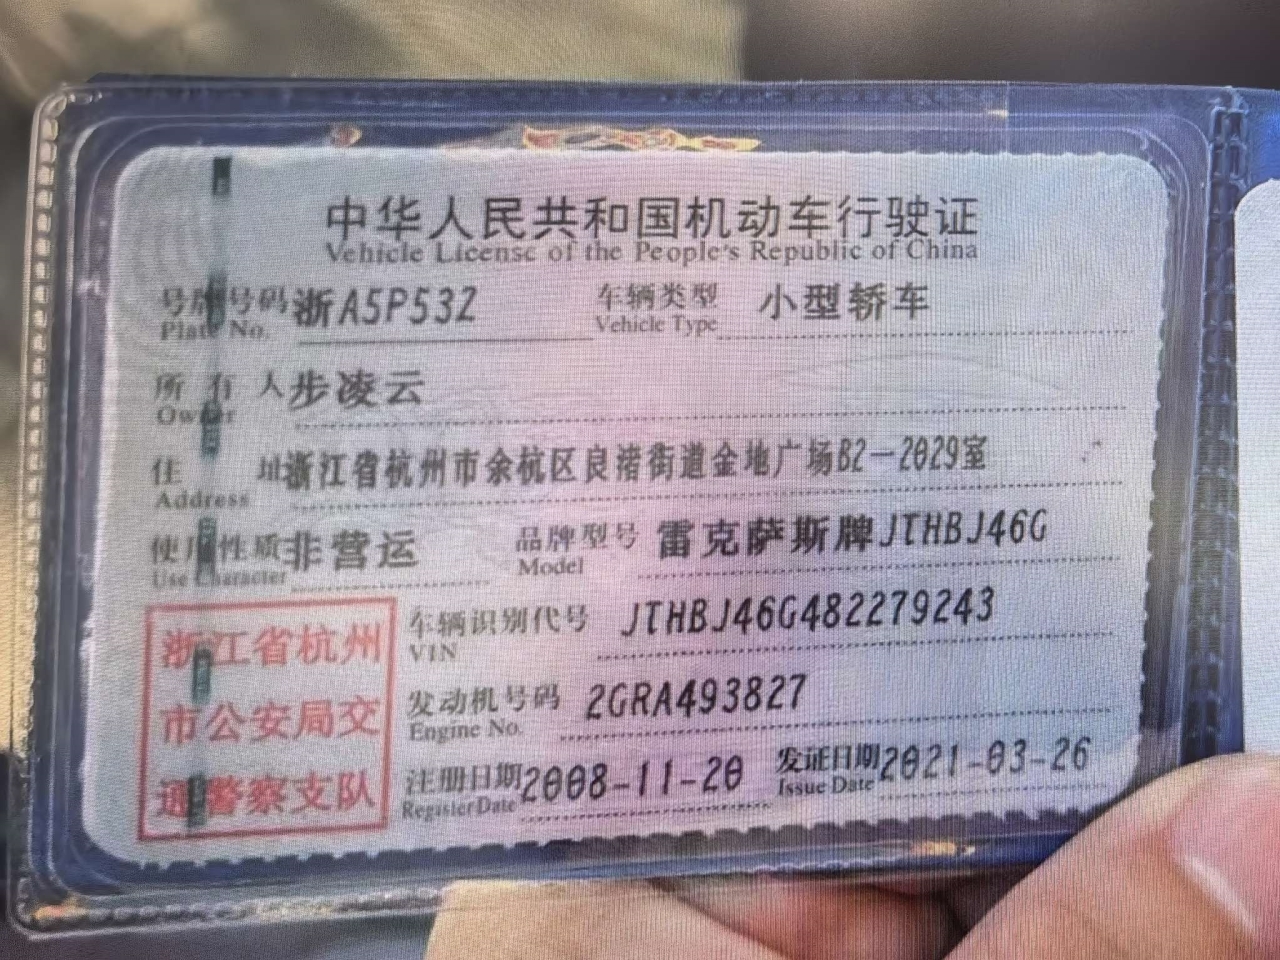 中华人民共和国机动车行驶证
Vehicle License of the People's Republic of China
号牌号码 浙A5P53Z 车辆类型 小型轿车
Plate No. Vehicle Type
所有人 步凌云
Owner
住址 浙江省杭州市余杭区良渚街道金地广场B2-2029室
Address
使用性质 非营运 品牌型号 雷克萨斯牌JTHBJ46G
Use Character Model
车辆识别代号 JTHBJ46G482279243
VIN
发动机号码 2GRA493827
Engine No.
注册日期 2008-11-20 发证日期 2021-03-26
Register Date Issue Date
浙江省杭州
市公安局交
通警察支队